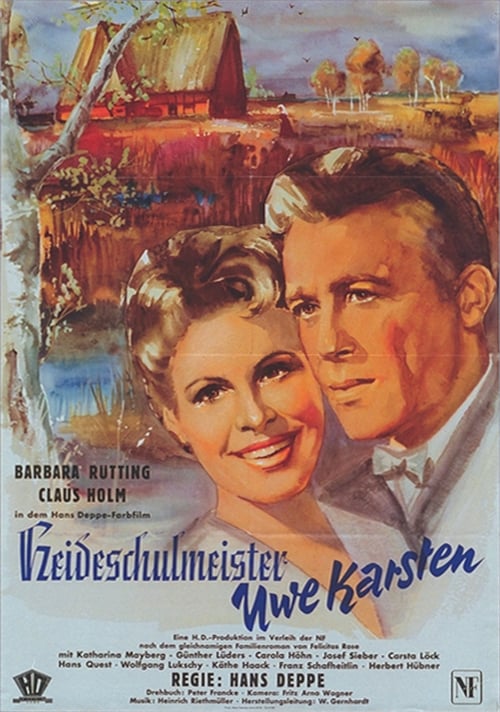 BARBARA RÜTTING
CLAUS HOLM
in dem Hans Deppe-Farbfilm
Heideschulmeister
Uwe Karsten
Eine H.D.-Produktion im Verleih der NF
nach dem gleichnamigen Familienroman von Felicitas Rose
mit Katharina Mayberg · Günther Lüders · Carola Höhn · Josef Sieber · Carsta Löck
Hans Quest · Wolfgang Lukschy · Käthe Haack · Franz Schafheitlin · Herbert Hübner
REGIE: HANS DEPPE
Drehbuch: Peter Francke · Kamera: Fritz Arno Wagner
Musik: Heinrich Riethmüller · Herstellungsleitung: W. Gernhardt
HD
NF